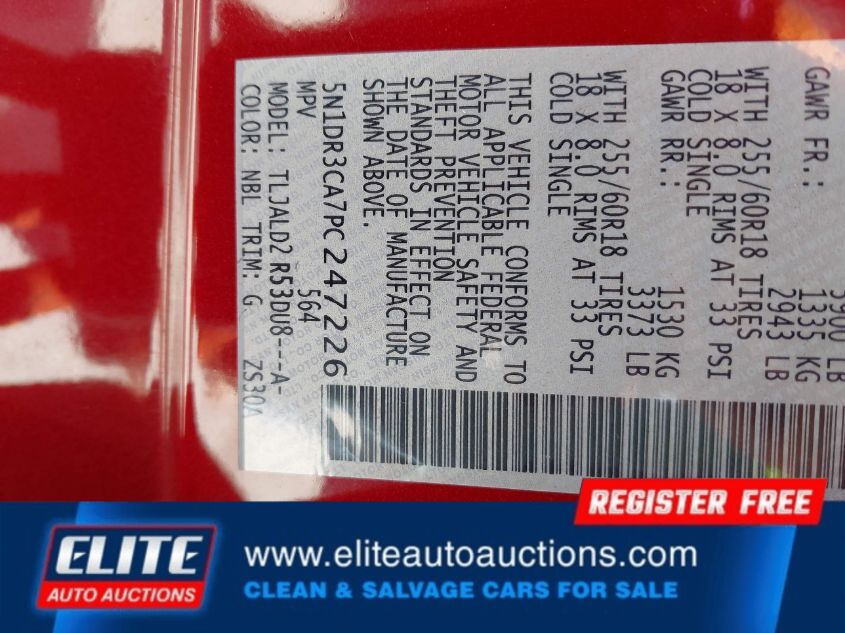 GAWR FR.: 1335 KG
2943 LB
WITH 255/60R18 TIRES
18 X 8.0 RIMS AT 33 PSI
COLD SINGLE
GAWR RR.: 1530 KG
3373 LB
WITH 255/60R18 TIRES
18 X 8.0 RIMS AT 33 PSI
COLD SINGLE
THIS VEHICLE CONFORMS TO
ALL APPLICABLE FEDERAL
MOTOR VEHICLE SAFETY AND
THEFT PREVENTION
STANDARDS IN EFFECT ON
THE DATE OF MANUFACTURE
SHOWN ABOVE.
5N1DR3CA7PC247226
MPV 564
MODEL: TLJALD2 R53DU8---A-
COLOR: NBL TRIM: G
REGISTER FREE
ELITE
AUTO AUCTIONS
www.eliteautoauctions.com
CLEAN & SALVAGE CARS FOR SALE